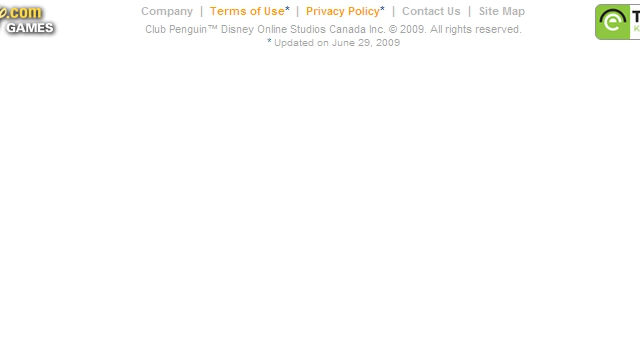 o.com
GAMES
Company | Terms of Use* | Privacy Policy* | Contact Us | Site Map
Club Penguin™ Disney Online Studios Canada Inc. © 2009. All rights reserved.
* Updated on June 29, 2009
e T
K